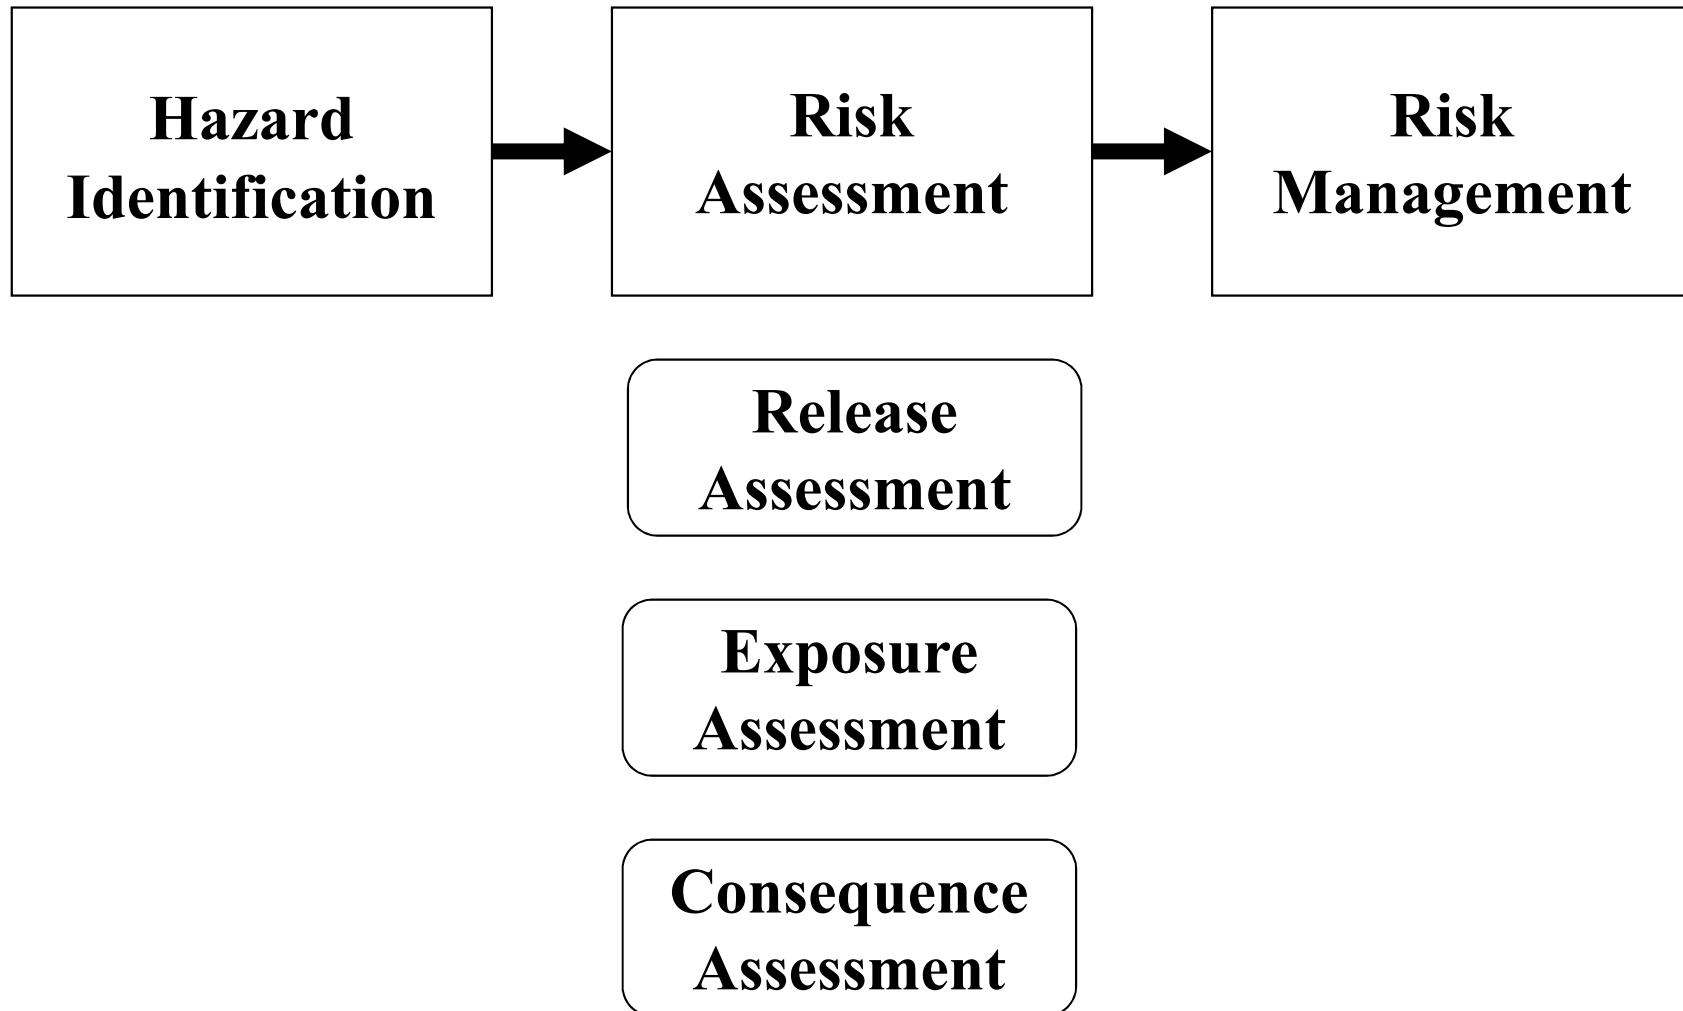 Hazard
Identification
Risk
Assessment
Risk
Management
Release
Assessment
Exposure
Assessment
Consequence
Assessment